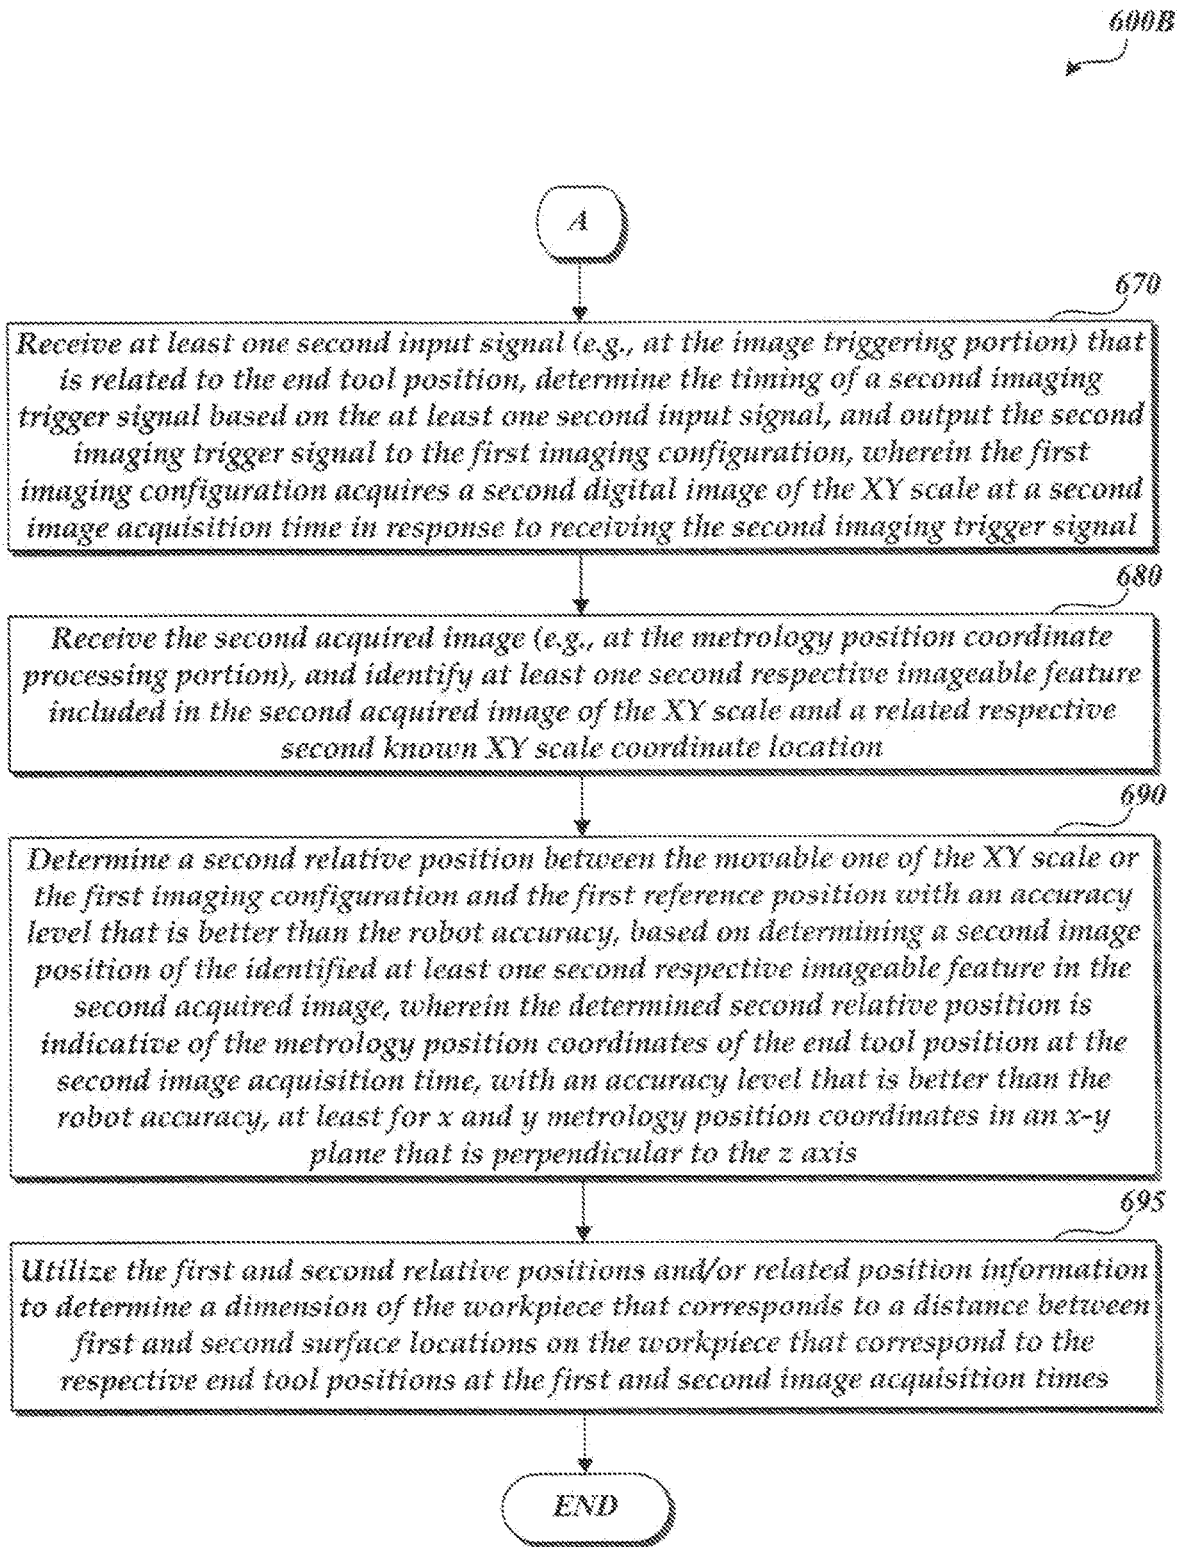 600B
A
670
Receive at least one second input signal (e.g., at the image triggering portion) that
is related to the end tool position, determine the timing of a second imaging
trigger signal based on the at least one second input signal, and output the second
imaging trigger signal to the first imaging configuration, wherein the first
imaging configuration acquires a second digital image of the XY scale at a second
image acquisition time in response to receiving the second imaging trigger signal
680
Receive the second acquired image (e.g., at the metrology position coordinate
processing portion), and identify at least one second respective imageable feature
included in the second acquired image of the XY scale and a related respective
second known XY scale coordinate location
690
Determine a second relative position between the movable one of the XY scale or
the first imaging configuration and the first reference position with an accuracy
level that is better than the robot accuracy, based on determining a second image
position of the identified at least one second respective imageable feature in the
second acquired image, wherein the determined second relative position is
indicative of the metrology position coordinates of the end tool position at the
second image acquisition time, with an accuracy level that is better than the
robot accuracy, at least for x and y metrology position coordinates in an x-y
plane that is perpendicular to the z axis
695
Utilize the first and second relative positions and/or related position information
to determine a dimension of the workpiece that corresponds to a distance between
first and second surface locations on the workpiece that correspond to the
respective end tool positions at the first and second image acquisition times
END